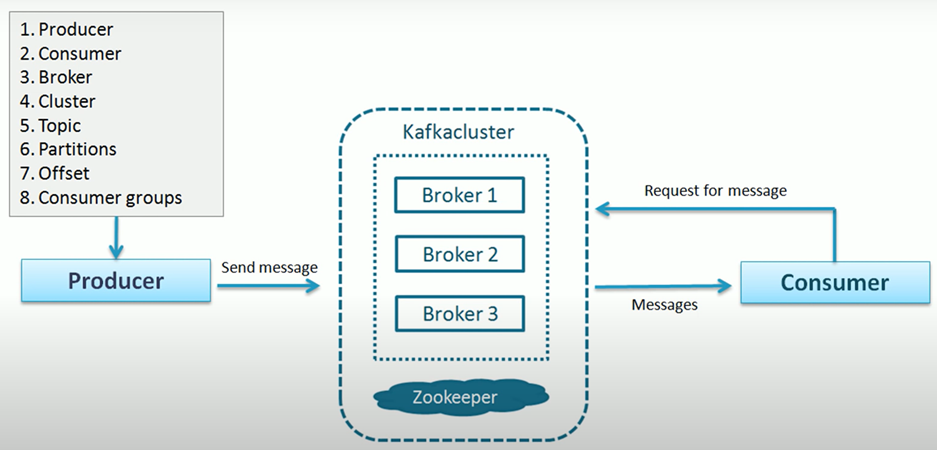 1. Producer
2. Consumer
3. Broker
4. Cluster
5. Topic
6. Partitions
7. Offset
8. Consumer groups
Producer
Send message
Kafkacluster
Broker 1
Broker 2
Broker 3
Zookeeper
Request for message
Messages
Consumer